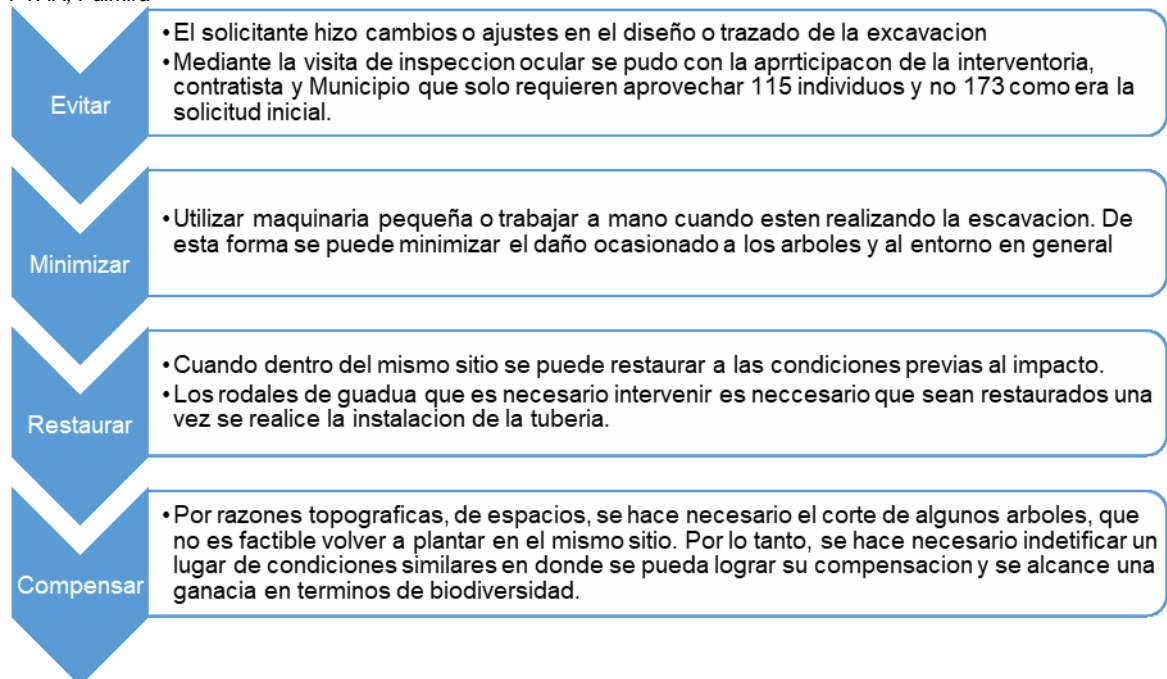 Evitar
•El solicitante hizo cambios o ajustes en el diseño o trazado de la excavacion
•Mediante la visita de inspeccion ocular se pudo con la aprrticipacon de la interventoria,
contratista y Municipio que solo requieren aprovechar 115 individuos y no 173 como era la
solicitud inicial.
Minimizar
•Utilizar maquinaria pequeña o trabajar a mano cuando esten realizando la escavacion. De
esta forma se puede minimizar el daño ocasionado a los arboles y al entorno en general
Restaurar
•Cuando dentro del mismo sitio se puede restaurar a las condiciones previas al impacto.
•Los rodales de guadua que es necesario intervenir es neccesario que sean restaurados una
vez se realice la instalacion de la tuberia.
Compensar
•Por razones topograficas, de espacios, se hace necesario el corte de algunos arboles, que
no es factible volver a plantar en el mismo sitio. Por lo tanto, se hace necesario indetificar un
lugar de condiciones similares en donde se pueda lograr su compensacion y se alcance una
ganacia en terminos de biodiversidad.